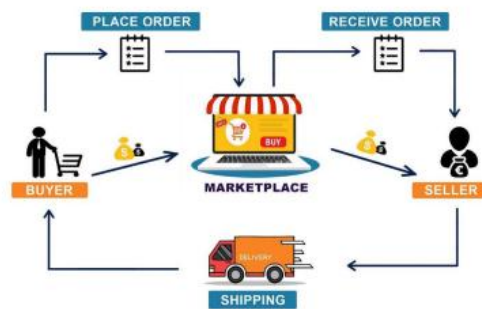 PLACE ORDER
RECEIVE ORDER
BUY
BUYER
MARKETPLACE
SELLER
DELIVERY
SHIPPING